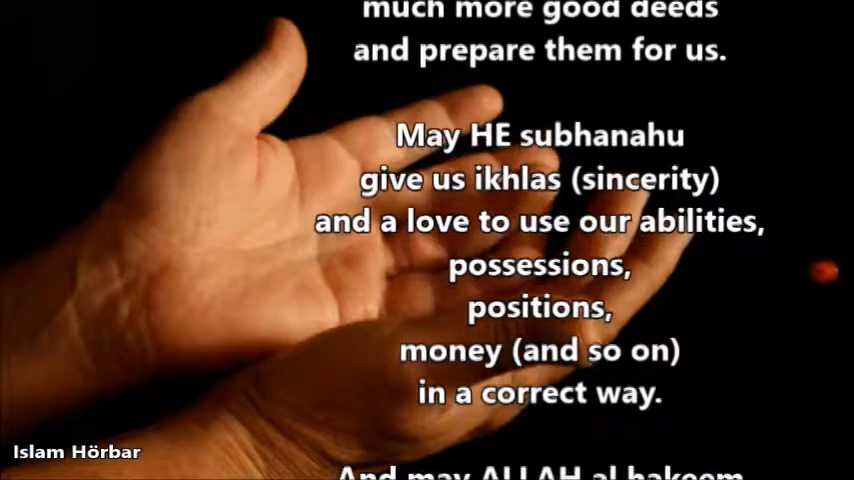 much more good deeds
and prepare them for us.
May HE subhanahu
give us ikhlas (sincerity)
and a love to use our abilities,
possessions,
positions,
money (and so on)
in a correct way.
And may ALLAH al hakeem
Islam Hörbar